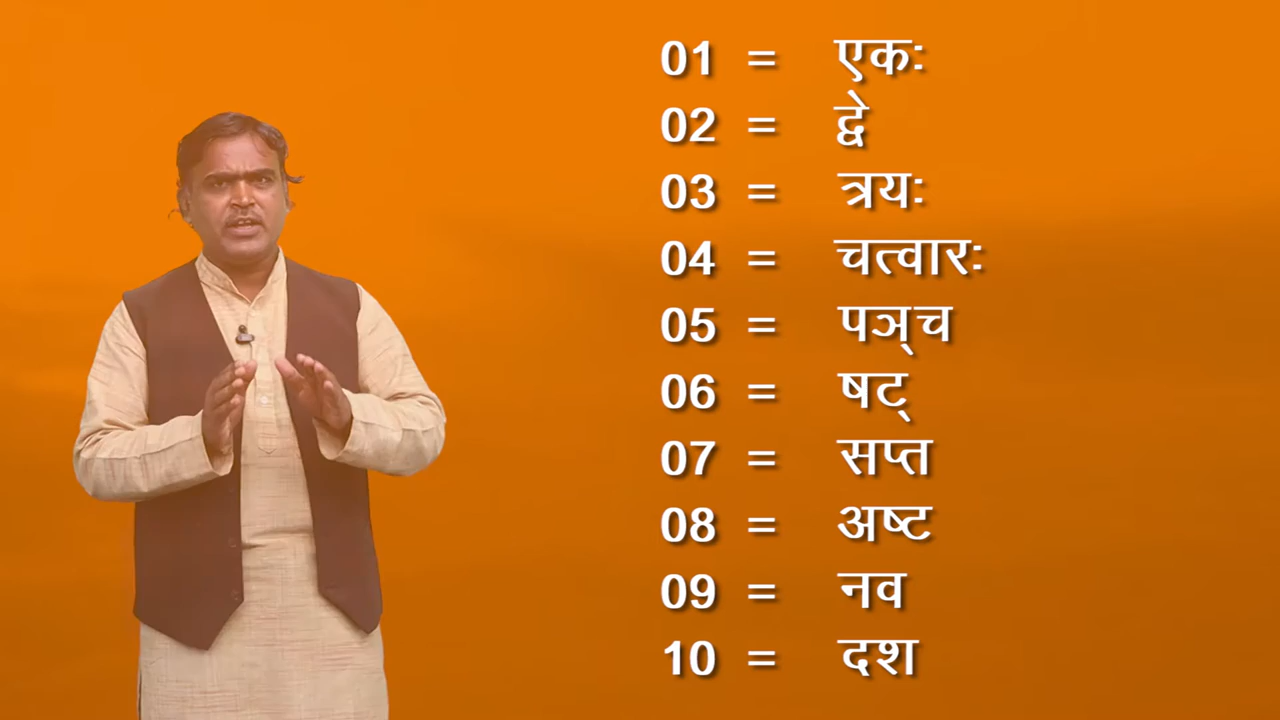 01 = एकः
02 = द्वे
03 = त्रयः
04 = चत्वारः
05 = पञ्च
06 = षट्
07 = सप्त
08 = अष्ट
09 = नव
10 = दश